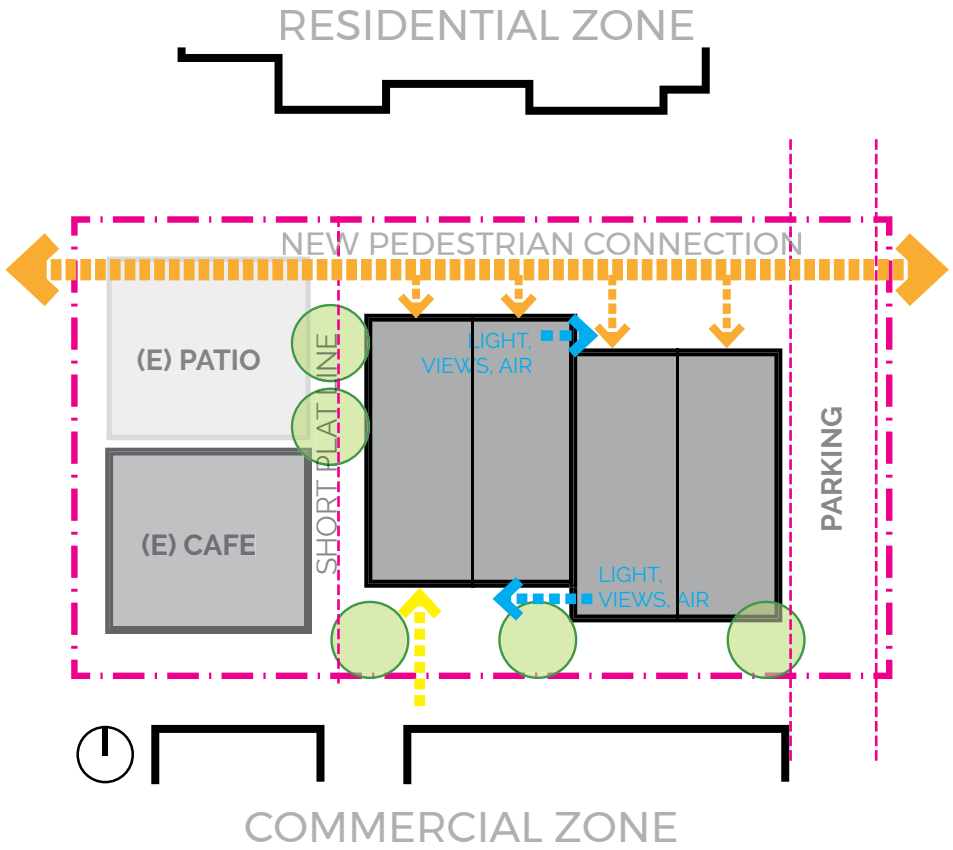 RESIDENTIAL ZONE
NEW PEDESTRIAN CONNECTION
(E) PATIO
SHORT PLAT LINE
LIGHT,
VIEWS, AIR
PARKING
(E) CAFE
LIGHT,
VIEWS, AIR
COMMERCIAL ZONE